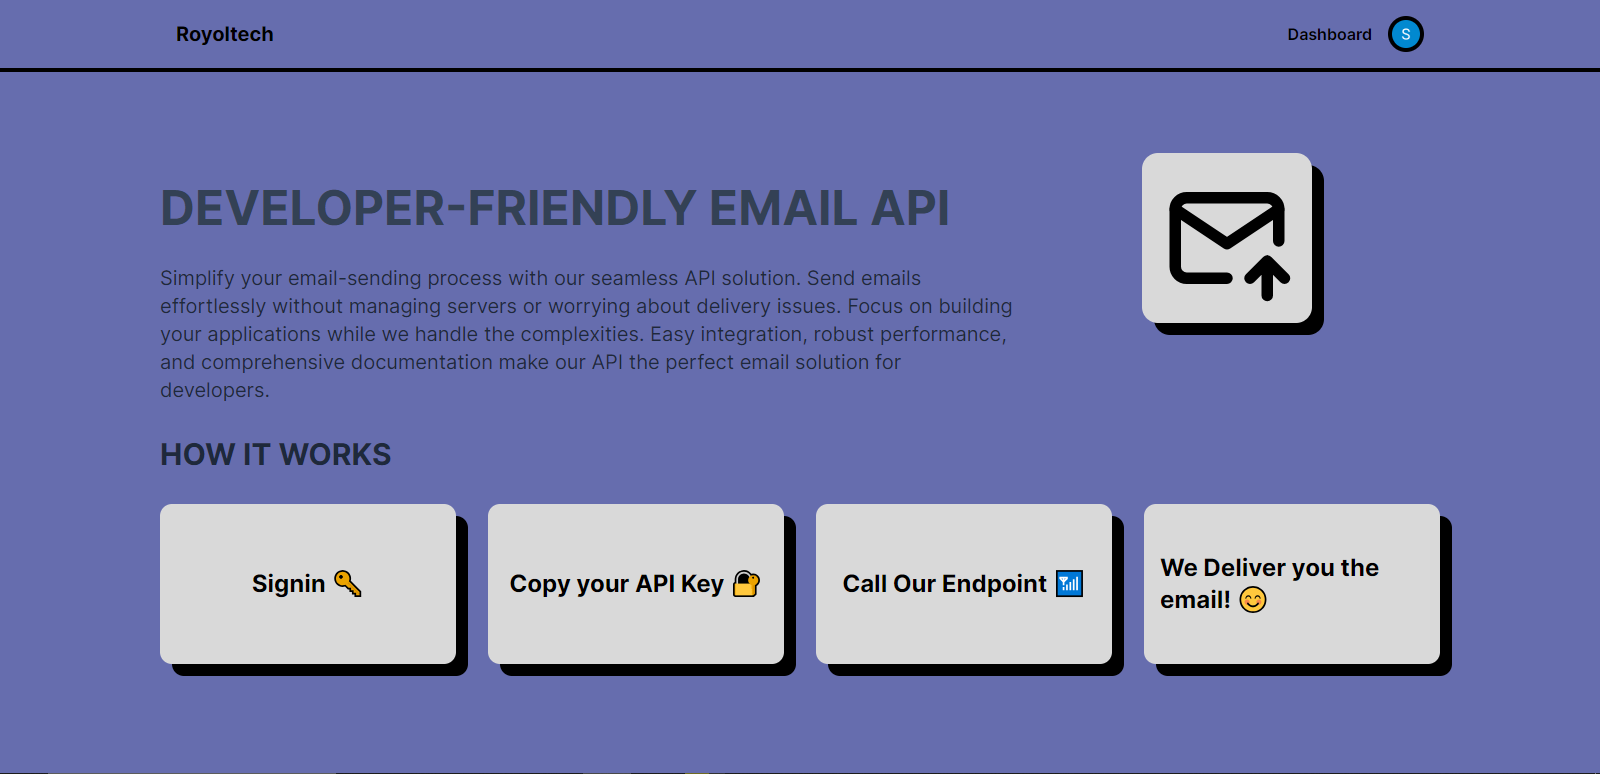 Royoltech
Dashboard
S
DEVELOPER-FRIENDLY EMAIL API
Simplify your email-sending process with our seamless API solution. Send emails
effortlessly without managing servers or worrying about delivery issues. Focus on building
your applications while we handle the complexities. Easy integration, robust performance,
and comprehensive documentation make our API the perfect email solution for
developers.
HOW IT WORKS
Signin 🔑
Copy your API Key 🔐
Call Our Endpoint 📶
We Deliver you the
email! 😊